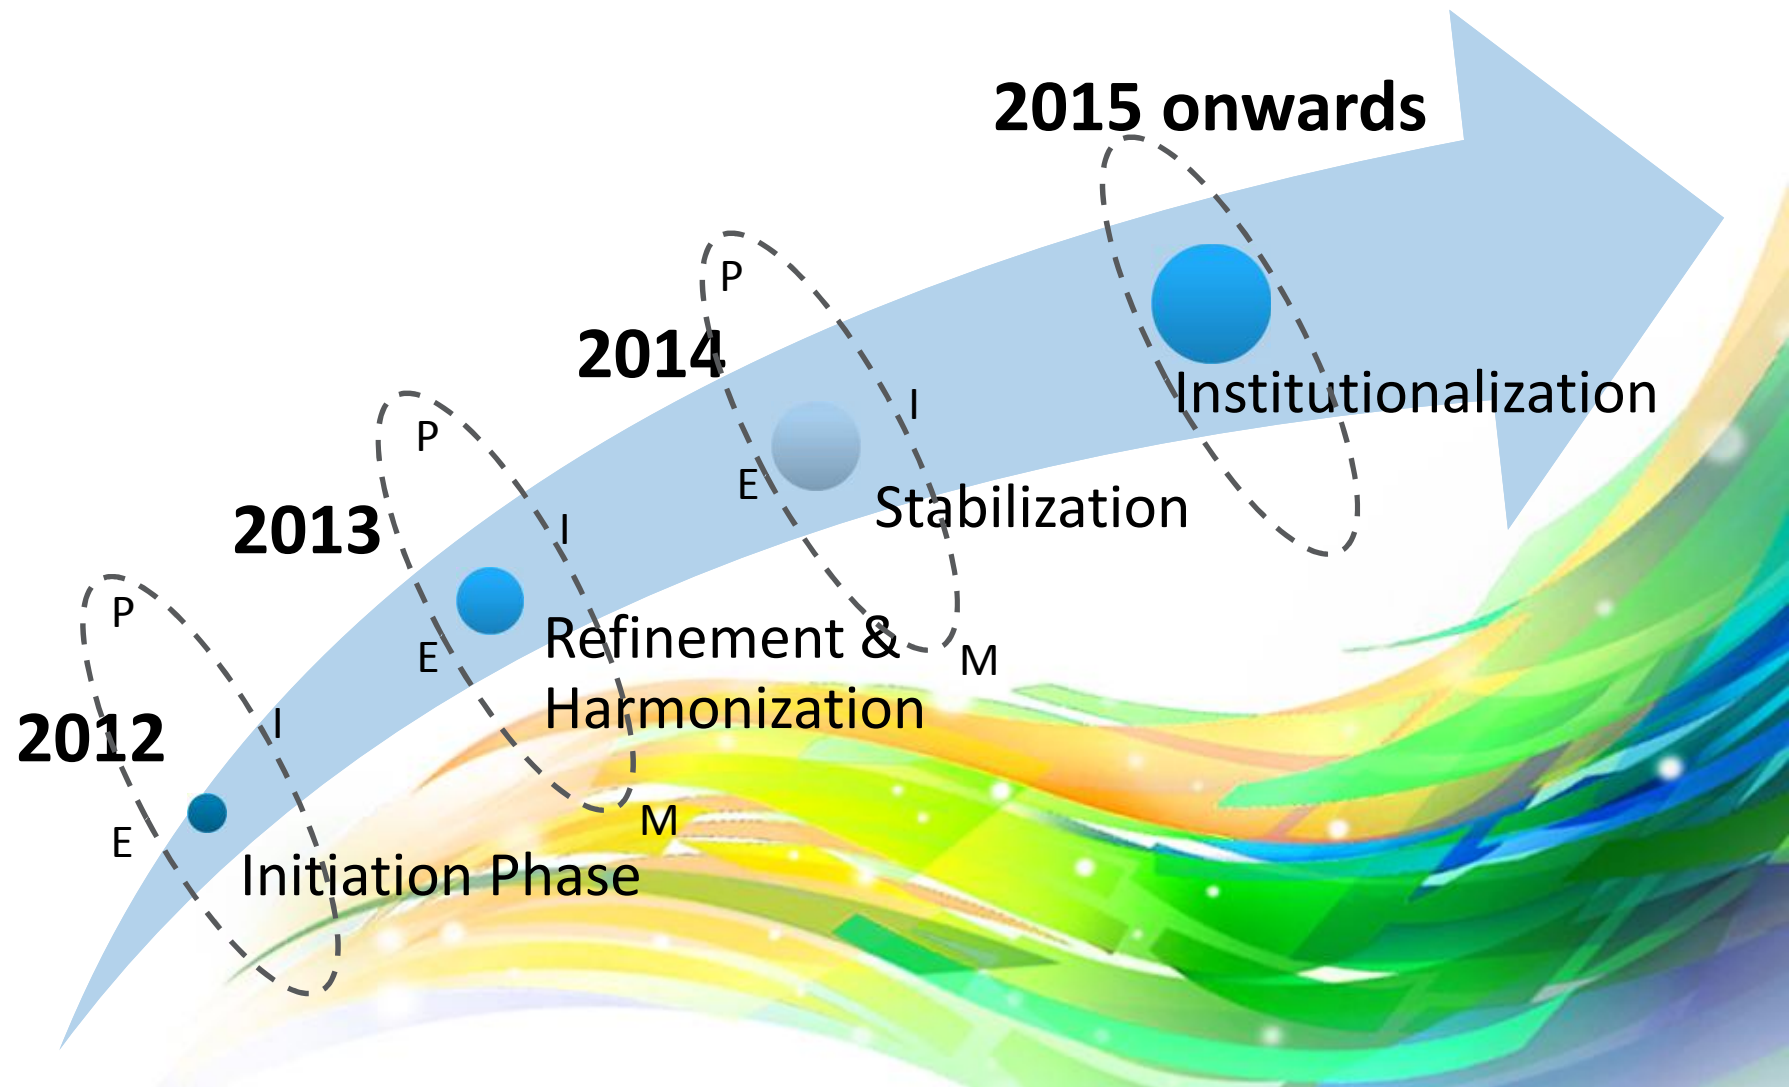 2015 onwards
Institutionalization
P
2014
I
E
Stabilization
M
P
2013
I
E
Refinement &
Harmonization
M
P
2012
I
E
Initiation Phase